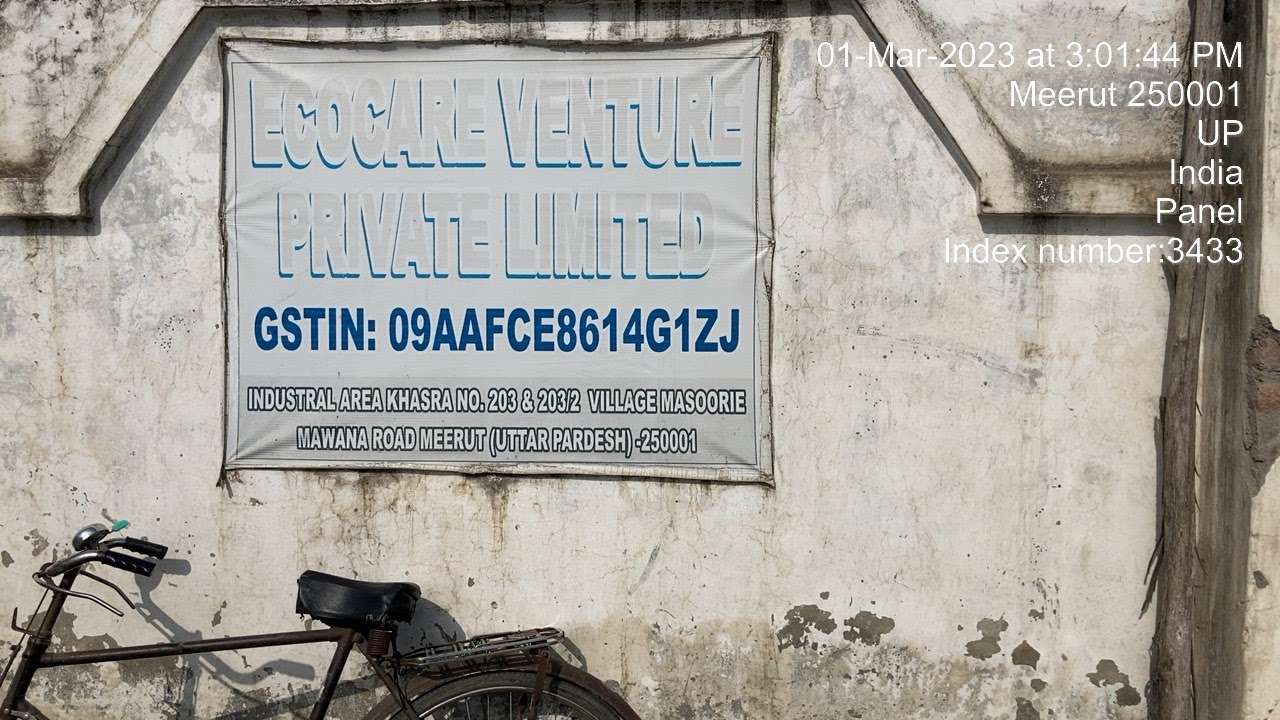 ECOCARE VENTURE
PRIVATE LIMITED
GSTIN: 09AAFCE8614G1ZJ
INDUSTRAL AREA KHASRA NO. 203 & 203/2 VILLAGE MASOORIE
MAWANA ROAD MEERUT (UTTAR PARDESH) -250001
01-Mar-2023 at 3:01:44 PM
Meerut 250001
UP
India
Panel
Index number:3433